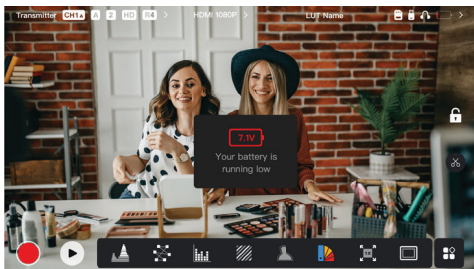 Transmitter CH1A A 2 HD R4 > HDMI 1080P > LUT Name >
7.1V
Your battery is
running low